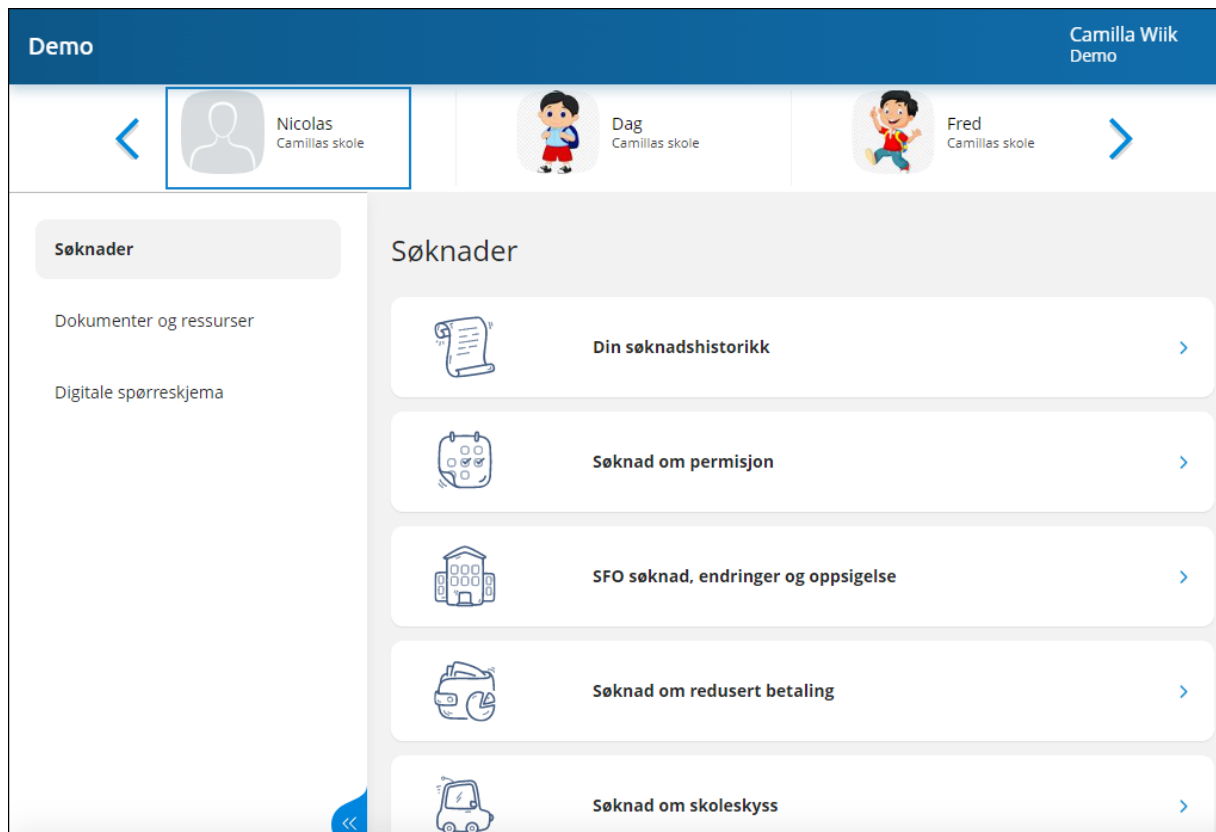 Demo
Camilla Wiik
Demo
Nicolas
Camillas skole
Dag
Camillas skole
Fred
Camillas skole
Søknader
Dokumenter og ressurser
Digitale spørreskjema
Søknader
Din søknadshistorikk
Søknad om permisjon
SFO søknad, endringer og oppsigelse
Søknad om redusert betaling
Søknad om skoleskyss